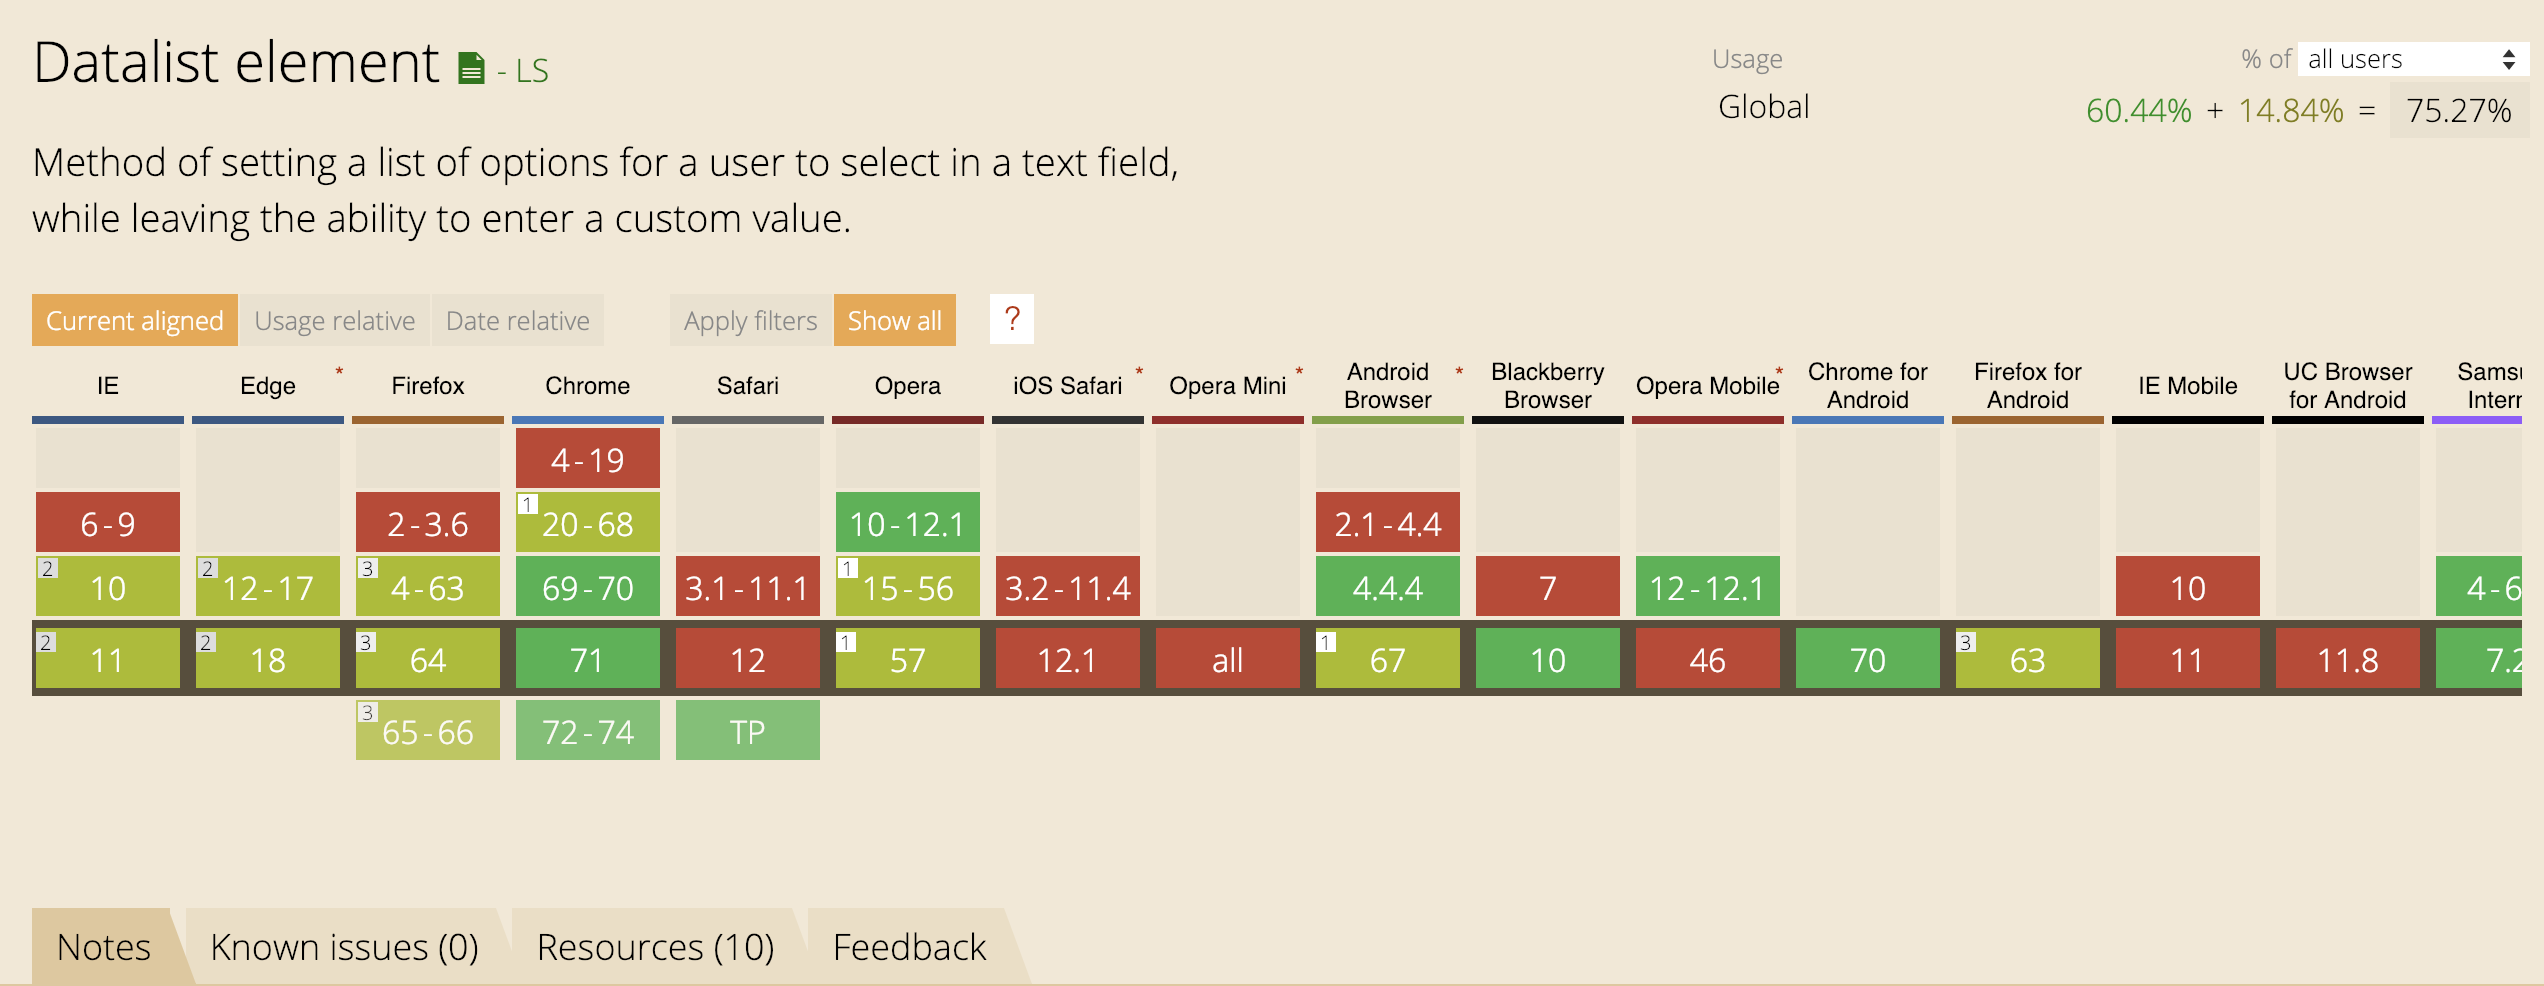 Datalist element - LS
Usage % of all users
Global 60.44% + 14.84% = 75.27%
Method of setting a list of options for a user to select in a text field,
while leaving the ability to enter a custom value.
Current aligned Usage relative Date relative Apply filters Show all ?
IE Edge * Firefox Chrome Safari Opera iOS Safari * Opera Mini * Android Browser * Blackberry Browser Opera Mobile * Chrome for Android Firefox for Android IE Mobile UC Browser for Android
4-19
6-9 2-3.6 1 20-68 10-12.1 2.1-4.4
2 10 2 12-17 3 4-63 69-70 3.1-11.1 1 15-56 3.2-11.4 4.4.4 7 12-12.1 10 4-6
2 11 2 18 3 64 71 12 1 57 12.1 all 1 67 10 46 70 3 63 11 11.8 7.2
3 65-66 72-74 TP
Notes Known issues (0) Resources (10) Feedback